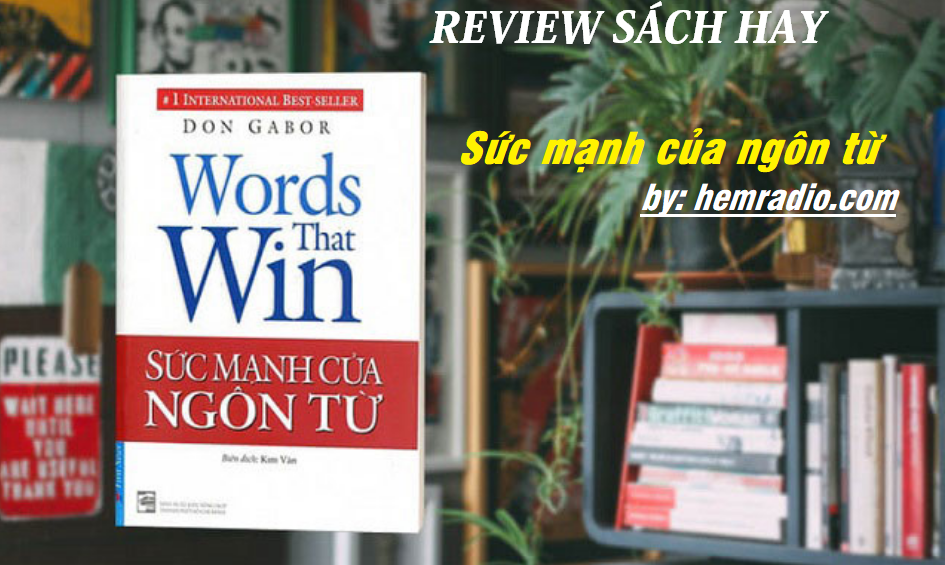 REVIEW SÁCH HAY
Sức mạnh của ngôn từ
by: hemradio.com
# 1 INTERNATIONAL BEST-SELLER
DON GABOR
Words
That
Win
SỨC MẠNH CỦA
NGÔN TỪ
Biên dịch: Kim Vân
First News
PLEASE
WAIT HERE
UNTIL
YOU
ARE USEFUL
THANK YOU